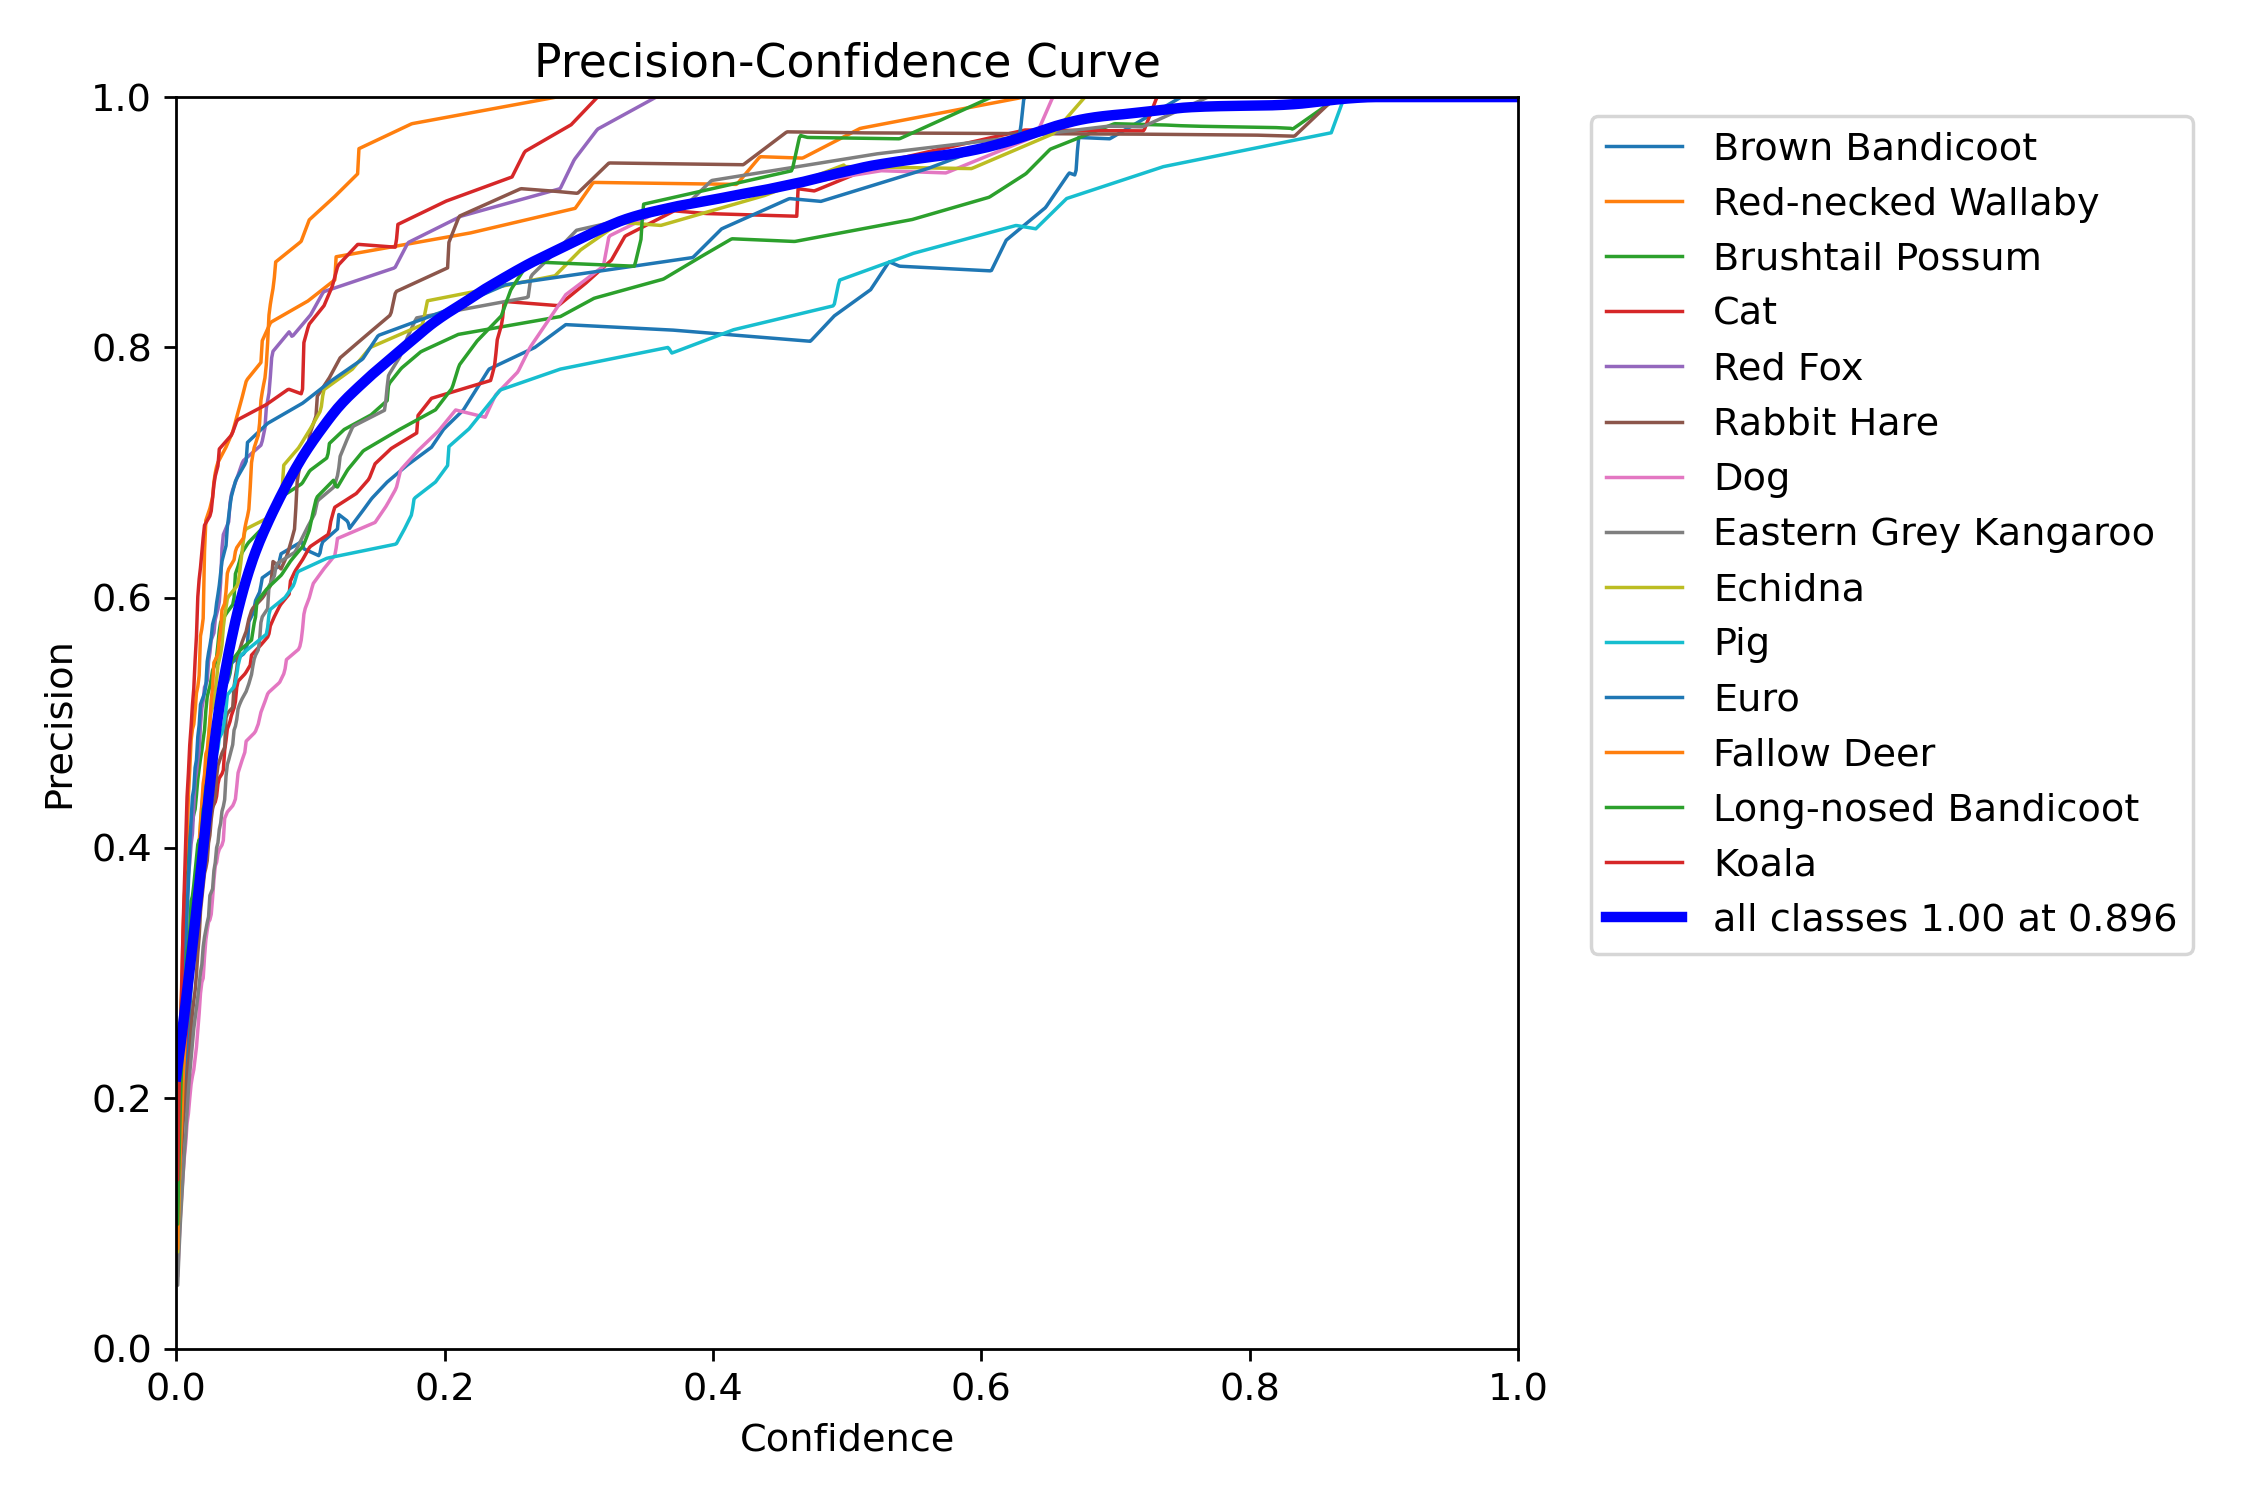 Precision-Confidence Curve
1.0
0.8
0.6
0.4
0.2
0.0
Precision
0.0 0.2 0.4 0.6 0.8 1.0
Confidence
Brown Bandicoot
Red-necked Wallaby
Brushtail Possum
Cat
Red Fox
Rabbit Hare
Dog
Eastern Grey Kangaroo
Echidna
Pig
Euro
Fallow Deer
Long-nosed Bandicoot
Koala
all classes 1.00 at 0.896